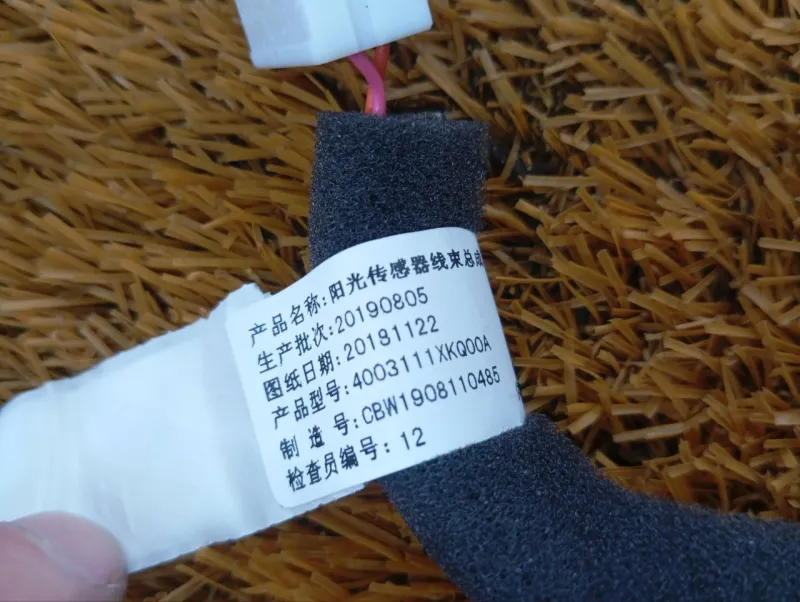 产品名称:阳光传感器线束总成
生产批次:20190805
图纸日期:20181122
产品型号:4003111XKQ00A
制 造 号:CBW1908110485
检查员编号: 12